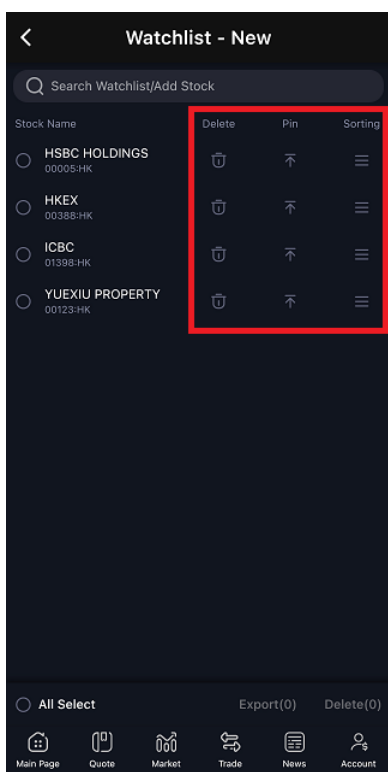 Watchlist - New
Search Watchlist/Add Stock
Stock Name Delete Pin Sorting
HSBC HOLDINGS
00005:HK
HKEX
00388:HK
ICBC
01398:HK
YUEXIU PROPERTY
00123:HK
All Select Export(0) Delete(0)
Main Page Quote Market Trade News Account